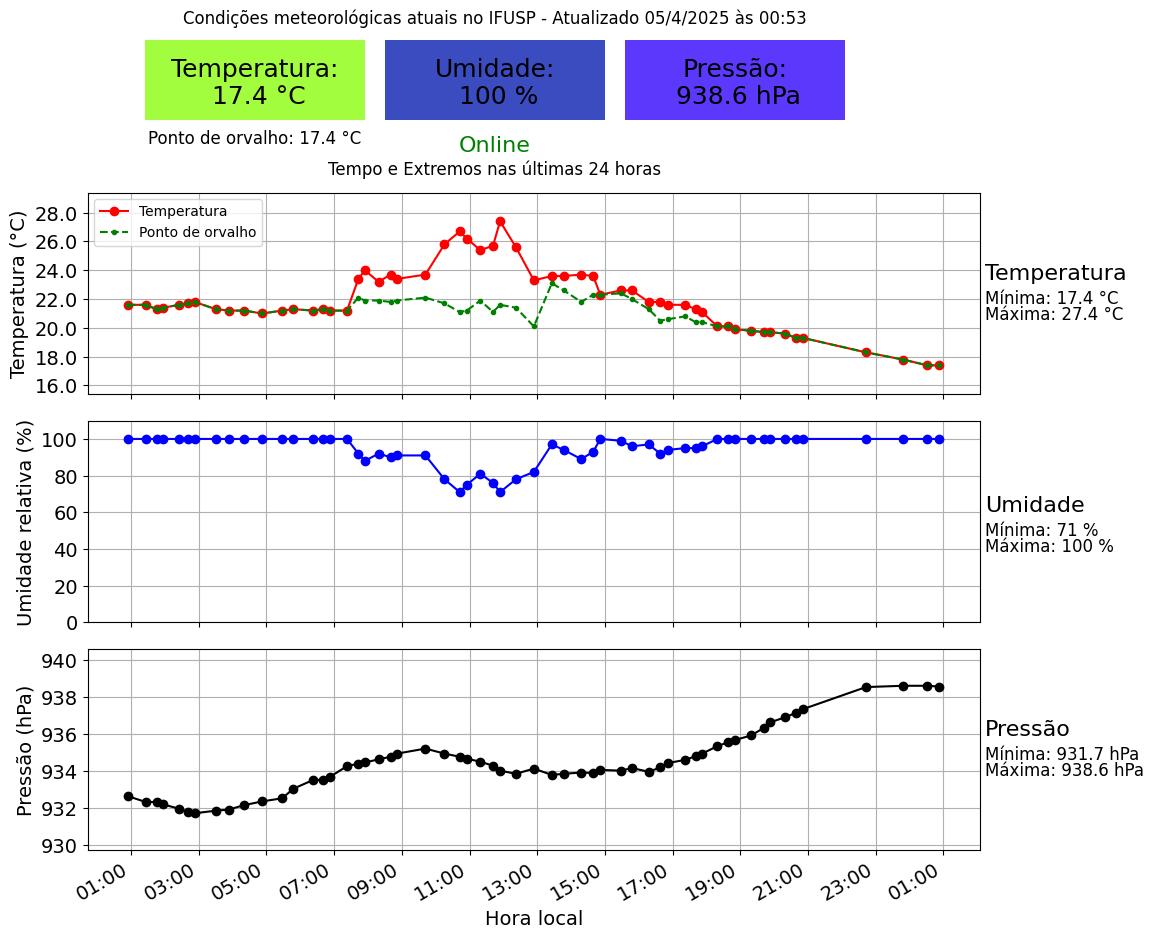 Condições meteorológicas atuais no IFUSP - Atualizado 05/4/2025 às 00:53
Temperatura:
17.4 °C
Umidade:
100 %
Pressão:
938.6 hPa
Ponto de orvalho: 17.4 °C
Online
Tempo e Extremos nas últimas 24 horas
Temperatura (°C)
28.0
26.0
24.0
22.0
20.0
18.0
16.0
Temperatura
Ponto de orvalho
Temperatura
Mínima: 17.4 °C
Máxima: 27.4 °C
Umidade relativa (%)
100
80
60
40
20
0
Umidade
Mínima: 71 %
Máxima: 100 %
Pressão (hPa)
940
938
936
934
932
930
Pressão
Mínima: 931.7 hPa
Máxima: 938.6 hPa
01:00 03:00 05:00 07:00 09:00 11:00 13:00 15:00 17:00 19:00 21:00 23:00 01:00
Hora local